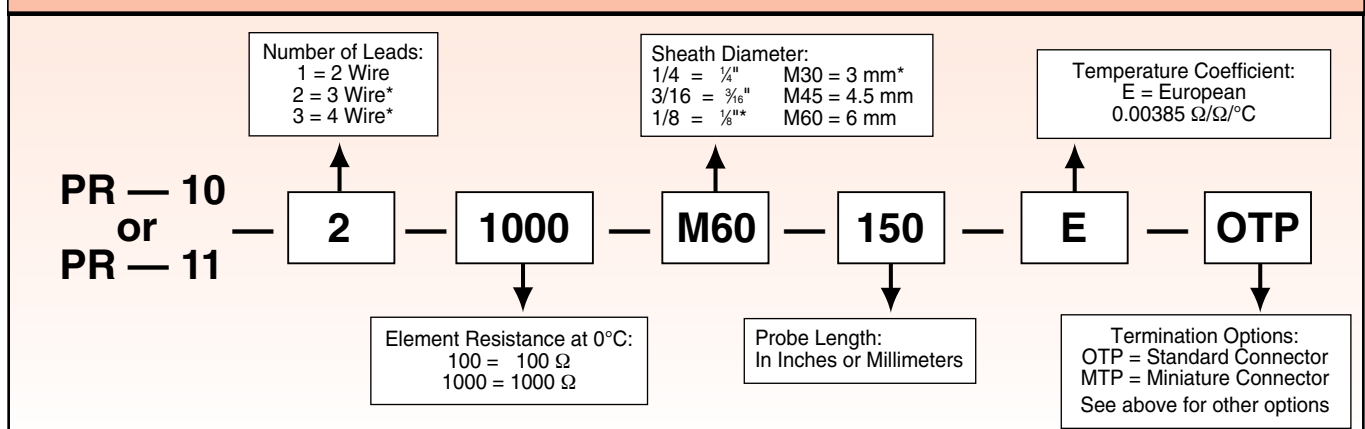 Number of Leads:
1 = 2 Wire
2 = 3 Wire*
3 = 4 Wire*
Sheath Diameter:
1/4 = ¼" M30 = 3 mm*
3/16 = 3⁄16" M45 = 4.5 mm
1/8 = ⅛"* M60 = 6 mm
Temperature Coefficient:
E = European
0.00385 Ω/Ω/°C
PR — 10
or
PR — 11
— 2 — 1000 — M60 — 150 — E — OTP
Element Resistance at 0°C:
100 = 100 Ω
1000 = 1000 Ω
Probe Length:
In Inches or Millimeters
Termination Options:
OTP = Standard Connector
MTP = Miniature Connector
See above for other options